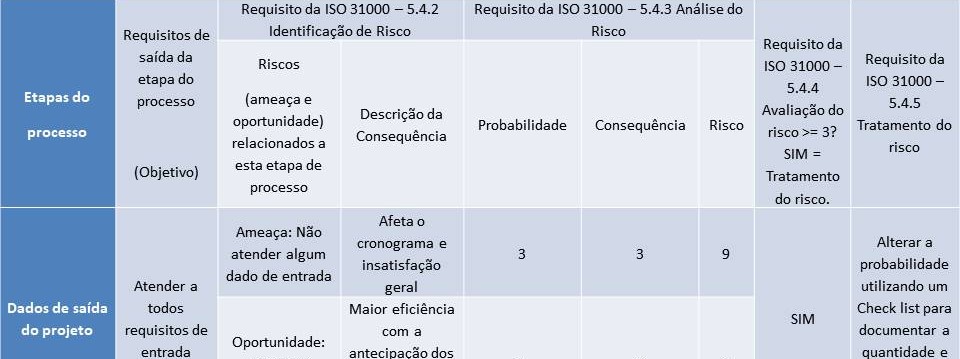 Etapas do
processo
Requisitos de
saída da
etapa do
processo
(Objetivo)
Requisito da ISO 31000 – 5.4.2
Identificação de Risco
Riscos
(ameaça e
oportunidade)
relacionados a
esta etapa de
processo
Descrição da
Consequência
Requisito da ISO 31000 – 5.4.3 Análise do
Risco
Probabilidade
Consequência
Risco
Requisito da
ISO 31000 –
5.4.4
Avaliação do
risco >= 3?
SIM =
Tratamento
do risco.
Requisito da
ISO 31000 –
5.4.5
Tratamento do
risco
Dados de saída
do projeto
Atender a
todos
requisitos de
entrada
Ameaça: Não
atender algum
dado de entrada
Afeta o
cronograma e
insatisfação
geral
3
3
9
SIM
Alterar a
probabilidade
utilizando um
Check list para
documentar a
quantidade e
Oportunidade:
Maior eficiência
com a
antecipação dos